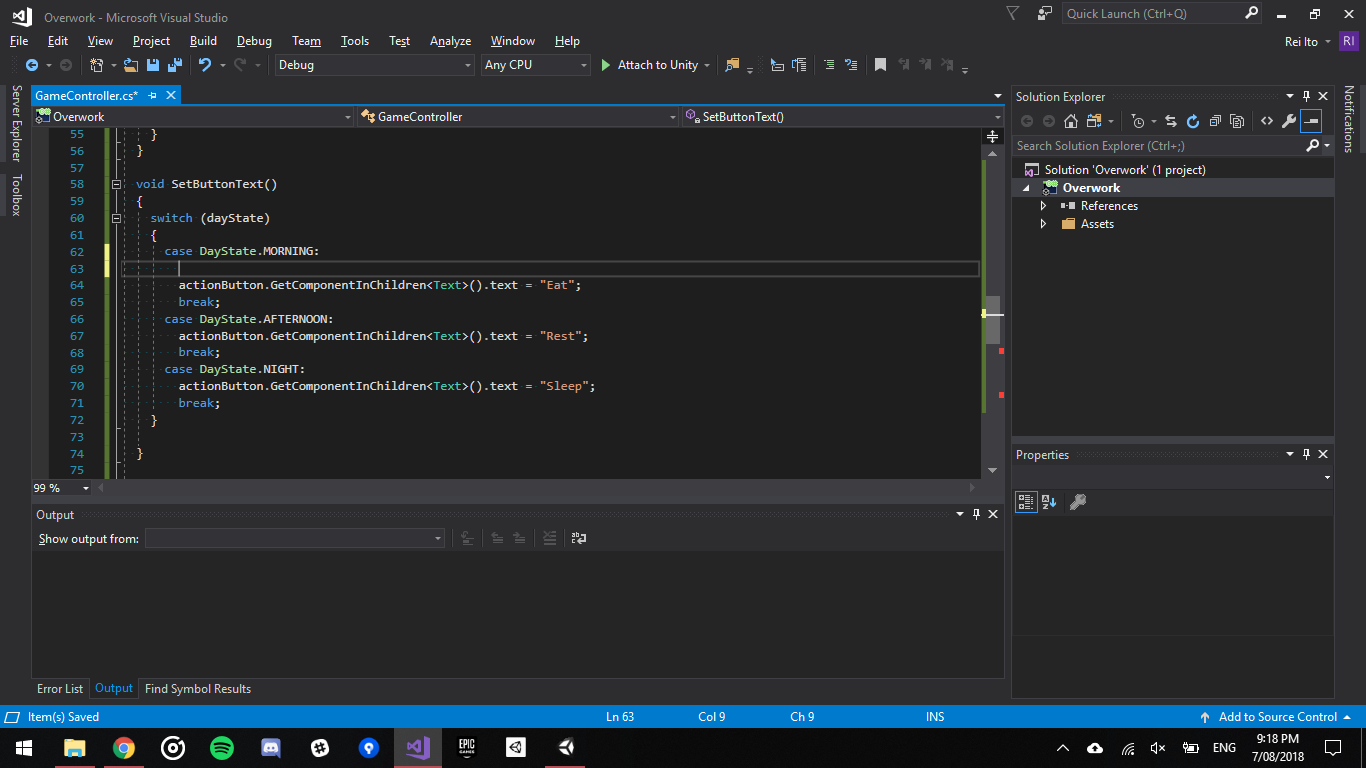 Overwork - Microsoft Visual Studio
Quick Launch (Ctrl+Q)
File Edit View Project Build Debug Team Tools Test Analyze Window Help
Rei Ito RI
Debug Any CPU Attach to Unity
Server Explorer
Toolbox
GameController.cs*
Overwork GameController SetButtonText()
55 }
56 }
57
58 void SetButtonText()
59 {
60 switch (dayState)
61 {
62 case DayState.MORNING:
63
64 actionButton.GetComponentInChildren<Text>().text = "Eat";
65 break;
66 case DayState.AFTERNOON:
67 actionButton.GetComponentInChildren<Text>().text = "Rest";
68 break;
69 case DayState.NIGHT:
70 actionButton.GetComponentInChildren<Text>().text = "Sleep";
71 break;
72 }
73
74 }
75
99 %
Output
Show output from:
Error List Output Find Symbol Results
Solution Explorer
Search Solution Explorer (Ctrl+;)
Solution 'Overwork' (1 project)
Overwork
References
Assets
Properties
Notifications
Item(s) Saved Ln 63 Col 9 Ch 9 INS Add to Source Control
EPIC
GAMES
ENG
9:18 PM
7/08/2018